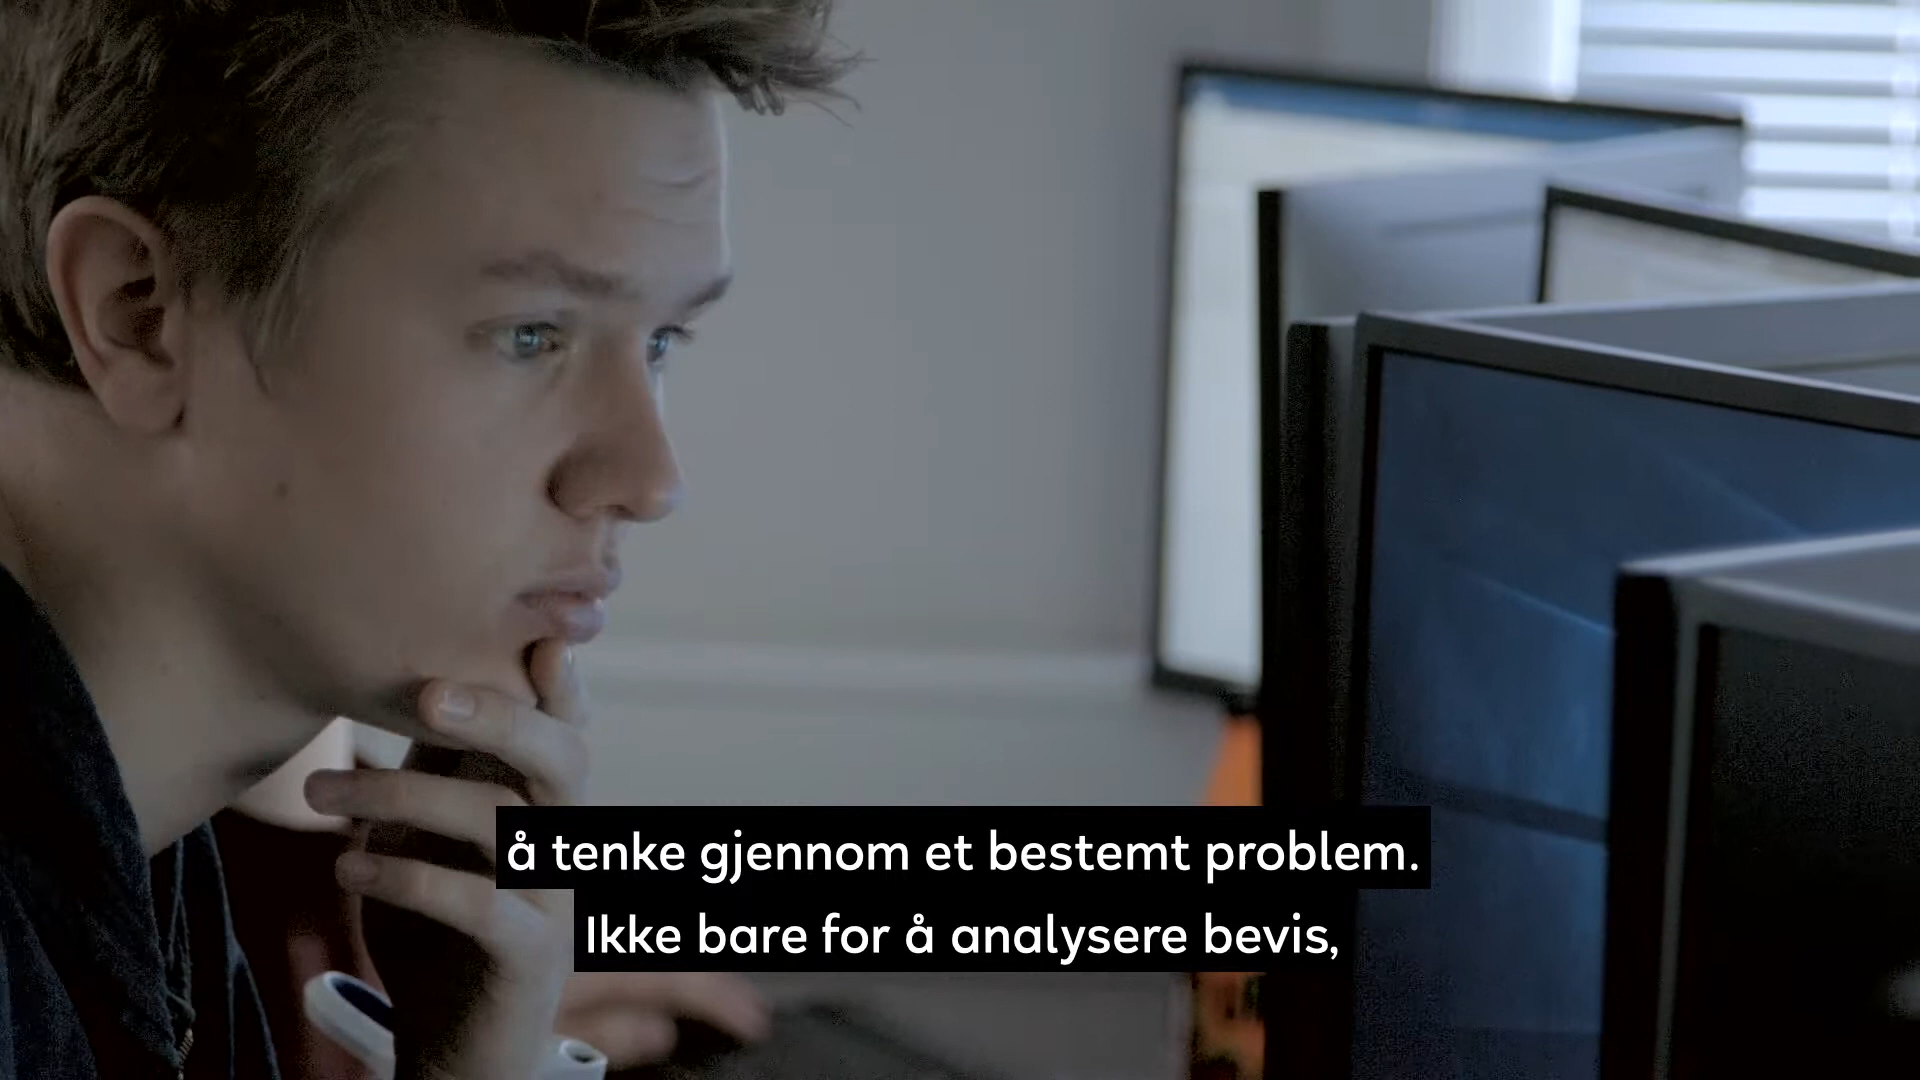 å tenke gjennom et bestemt problem.
Ikke bare for å analysere bevis,